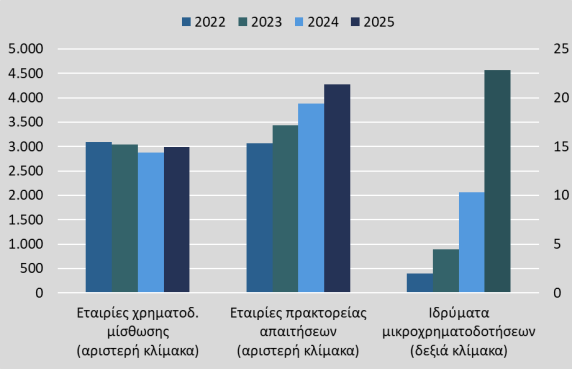 2022 2023 2024 2025
5.000 25
4.500
4.000 20
3.500
3.000 15
2.500
2.000 10
1.500
1.000 5
500
0 0
Εταιρίες χρηματοδ. Εταιρίες πρακτορείας Ιδρύματα
μίσθωσης απαιτήσεων μικροχρηματοδοτήσεων
(αριστερή κλίμακα) (αριστερή κλίμακα) (δεξιά κλίμακα)